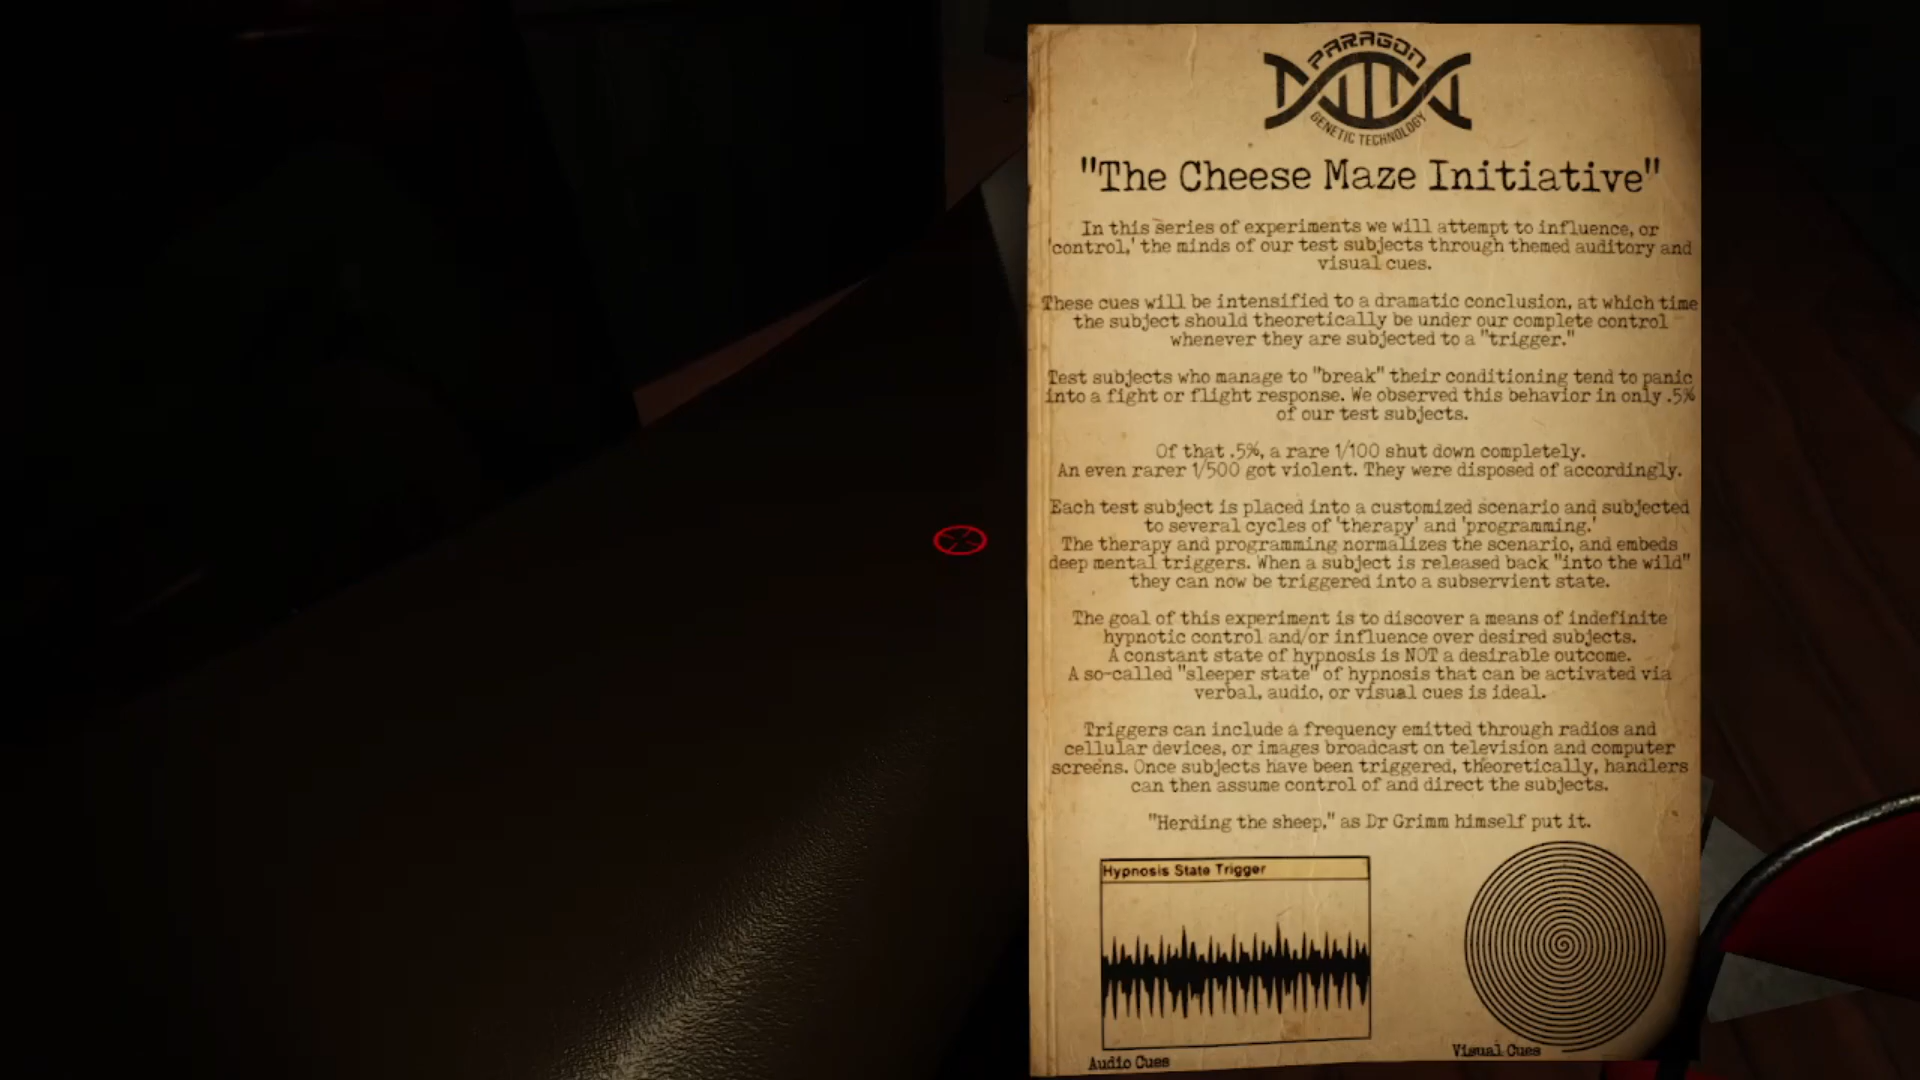 PARAGON
GENETIC TECHNOLOGY
"The Cheese Maze Initiative"
In this series of experiments we will attempt to influence, or
'control,' the minds of our test subjects through themed auditory and
visual cues.
These cues will be intensified to a dramatic conclusion, at which time
the subject should theoretically be under our complete control
whenever they are subjected to a "trigger."
Test subjects who manage to "break" their conditioning tend to panic
into a fight or flight response. We observed this behavior in only .5%
of our test subjects.
Of that .5%, a rare 1/100 shut down completely.
An even rarer 1/500 got violent. They were disposed of accordingly.
Each test subject is placed into a customized scenario and subjected
to several cycles of 'therapy' and 'programming.'
The therapy and programming normalizes the scenario, and embeds
deep mental triggers. When a subject is released back "into the wild"
they can now be triggered into a subservient state.
The goal of this experiment is to discover a means of indefinite
hypnotic control and/or influence over desired subjects.
A constant state of hypnosis is NOT a desirable outcome.
A so-called "sleeper state" of hypnosis that can be activated via
verbal, audio, or visual cues is ideal.
Triggers can include a frequency emitted through radios and
cellular devices, or images broadcast on television and computer
screens. Once subjects have been triggered, theoretically, handlers
can then assume control of and direct the subjects.
"Herding the sheep," as Dr Grimm himself put it.
Hypnosis State Trigger
Audio Cues
Visual Cues